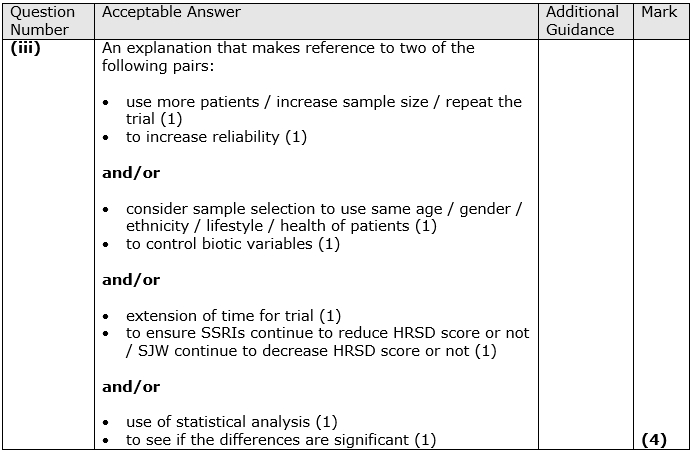 Question Number
Acceptable Answer
Additional Guidance
Mark
(iii)
An explanation that makes reference to two of the
following pairs:
• use more patients / increase sample size / repeat the
trial (1)
• to increase reliability (1)
and/or
• consider sample selection to use same age / gender /
ethnicity / lifestyle / health of patients (1)
• to control biotic variables (1)
and/or
• extension of time for trial (1)
• to ensure SSRIs continue to reduce HRSD score or not
/ SJW continue to decrease HRSD score or not (1)
and/or
• use of statistical analysis (1)
• to see if the differences are significant (1)
(4)